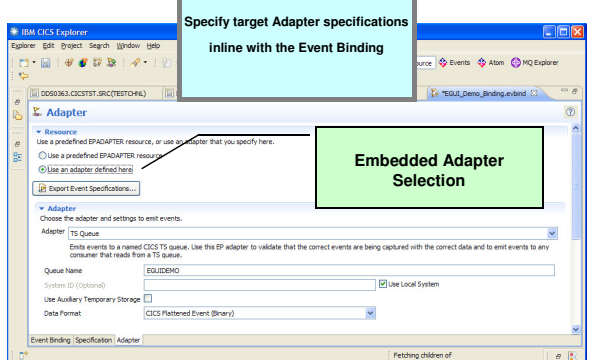 Specify target Adapter specifications
inline with the Event Binding
IBM CICS Explorer
Explorer Edit Project Search Window Help
Events Atom MQ Explorer
DDS0363.CICSTST.SRC(TESTCHNL)
*EGUI_Demo_Binding.evbind
Adapter
Resource
Use a predefined EPADAPTER resource, or use an adapter that you specify here.
Use a predefined EPADAPTER resource
Use an adapter defined here
Embedded Adapter
Selection
Export Event Specifications...
Adapter
Choose the adapter and settings to emit events.
Adapter TS Queue
Emits events to a named CICS TS queue. Use this EP adapter to validate that the correct events are being captured with the correct data and to emit events to any
consumer that reads from a TS queue.
Queue Name EGUIDEMO
System ID (Optional) Use Local System
Use Auxiliary Temporary Storage
Data Format CICS Flattened Event (Binary)
Event Binding Specification Adapter
Fetching children of